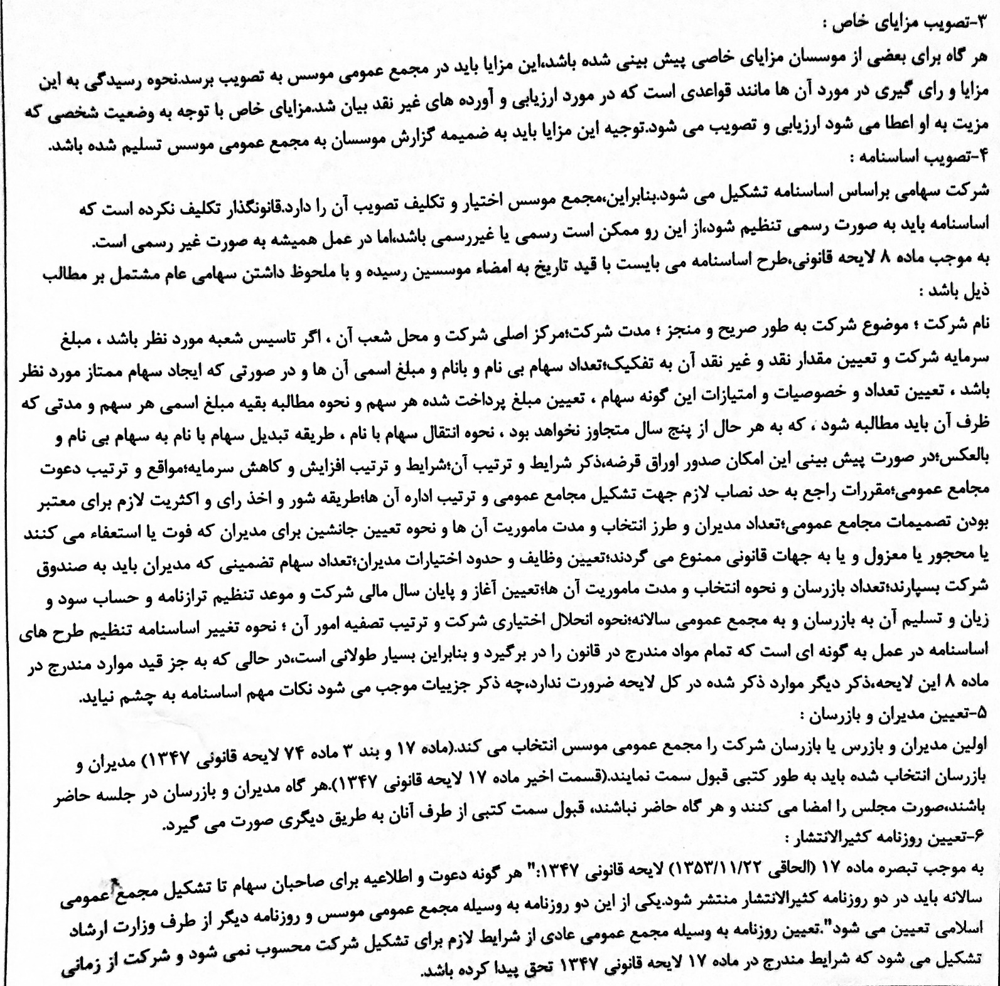 ۳-تصویب مزایای خاص :
هر گاه برای بعضی از موسسان مزایای خاصی پیش بینی شده باشد،این مزایا باید در مجمع عمومی موسس به تصویب برسد.نحوه رسیدگی به این
مزایا و رای گیری در مورد آن ها مانند قواعدی است که در مورد ارزیابی و آورده های غیر نقد بیان شد.مزایای خاص با توجه به وضعیت شخصی که
مزیت به او اعطا می شود ارزیابی و تصویب می شود.توجیه این مزایا باید به ضمیمه گزارش موسسان به مجمع عمومی موسس تسلیم شده باشد.
۴-تصویب اساسنامه :
شرکت سهامی براساس اساسنامه تشکیل می شود.بنابراین،مجمع موسس اختیار و تکلیف تصویب آن را دارد.قانونگذار تکلیف نکرده است که
اساسنامه باید به صورت رسمی تنظیم شود،از این رو ممکن است رسمی یا غیررسمی باشد،اما در عمل همیشه به صورت غیر رسمی است.
به موجب ماده ۸ لایحه قانونی،طرح اساسنامه می بایست با قید تاریخ به امضاء موسسین رسیده و با ملحوظ داشتن سهامی عام مشتمل بر مطالب
ذیل باشد :
نام شرکت ؛ موضوع شرکت به طور صریح و منجز ؛ مدت شرکت؛مرکز اصلی شرکت و محل شعب آن ، اگر تاسیس شعبه مورد نظر باشد ، مبلغ
سرمایه شرکت و تعیین مقدار نقد و غیر نقد آن به تفکیک؛تعداد سهام بی نام و بانام و مبلغ اسمی آن ها و در صورتی که ایجاد سهام ممتاز مورد نظر
باشد ، تعیین تعداد و خصوصیات و امتیازات این گونه سهام ، تعیین مبلغ پرداخت شده هر سهم و نحوه مطالبه بقیه مبلغ اسمی هر سهم و مدتی که
ظرف آن باید مطالبه شود ، که به هر حال از پنج سال متجاوز نخواهد بود ، نحوه انتقال سهام با نام ، طریقه تبدیل سهام با نام به سهام بی نام و
بالعکس؛در صورت پیش بینی این امکان صدور اوراق قرضه،ذکر شرایط و ترتیب آن؛شرایط و ترتیب افزایش و کاهش سرمایه؛مواقع و ترتیب دعوت
مجامع عمومی؛مقررات راجع به حد نصاب لازم جهت تشکیل مجامع عمومی و ترتیب اداره آن ها؛طریقه شور و اخذ رای و اکثریت لازم برای معتبر
بودن تصمیمات مجامع عمومی؛تعداد مدیران و طرز انتخاب و مدت ماموریت آن ها و نحوه تعیین جانشین برای مدیران که فوت یا استعفاء می کنند
یا محجور یا معزول و یا به جهات قانونی ممنوع می گردند؛تعیین وظایف و حدود اختیارات مدیران؛تعداد سهام تضمینی که مدیران باید به صندوق
شرکت بسپارند؛تعداد بازرسان و نحوه انتخاب و مدت ماموریت آن ها؛تعیین آغاز و پایان سال مالی شرکت و موعد تنظیم ترازنامه و حساب سود و
زیان و تسلیم آن به بازرسان و به مجمع عمومی سالانه؛نحوه انحلال اختیاری شرکت و ترتیب تصفیه امور آن ؛ نحوه تغییر اساسنامه تنظیم طرح های
اساسنامه در عمل به گونه ای است که تمام مواد مندرج در قانون را در برگیرد و بنابراین بسیار طولانی است،در حالی که به جز قید موارد مندرج در
ماده ۸ این لایحه،ذکر دیگر موارد ذکر شده در کل لایحه ضرورت ندارد،چه ذکر جزییات موجب می شود نکات مهم اساسنامه به چشم نیاید.
۵-تعیین مدیران و بازرسان :
اولین مدیران و بازرس یا بازرسان شرکت را مجمع عمومی موسس انتخاب می کند.(ماده ۱۷ و بند ۳ ماده ۷۴ لایحه قانونی ۱۳۴۷) مدیران و
بازرسان انتخاب شده باید به طور کتبی قبول سمت نمایند.(قسمت اخیر ماده ۱۷ لایحه قانونی ۱۳۴۷).هر گاه مدیران و بازرسان در جلسه حاضر
باشند،صورت مجلس را امضا می کنند و هر گاه حاضر نباشند، قبول سمت کتبی از طرف آنان به طریق دیگری صورت می گیرد.
۶-تعیین روزنامه کثیرالانتشار :
به موجب تبصره ماده ۱۷ (الحاقی ۱۳۵۳/۱۱/۲۲) لایحه قانونی ۱۳۴۷:" هر گونه دعوت و اطلاعیه برای صاحبان سهام تا تشکیل مجمع عمومی
سالانه باید در دو روزنامه کثیرالانتشار منتشر شود.یکی از این دو روزنامه به وسیله مجمع عمومی موسس و روزنامه دیگر از طرف وزارت ارشاد
اسلامی تعیین می شود".تعیین روزنامه به وسیله مجمع عمومی عادی از شرایط لازم برای تشکیل شرکت محسوب نمی شود و شرکت از زمانی
تشکیل می شود که شرایط مندرج در ماده ۱۷ لایحه قانونی ۱۳۴۷ تحق پیدا کرده باشد.